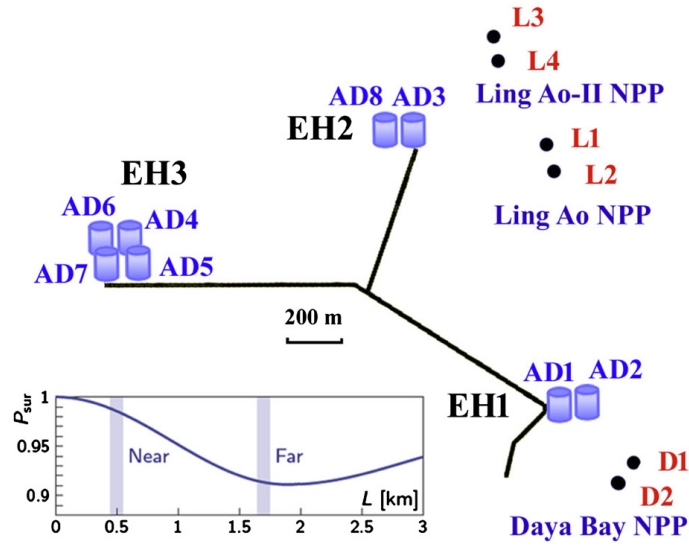 L3
L4
Ling Ao-II NPP
AD8 AD3
EH2
L1
L2
Ling Ao NPP
EH3
AD6
AD4
AD7
AD5
200 m
AD1
AD2
EH1
D1
D2
Daya Bay NPP
P_sur
1
0.95
0.9
Near
Far
L [km]
0 0.5 1 1.5 2 2.5 3